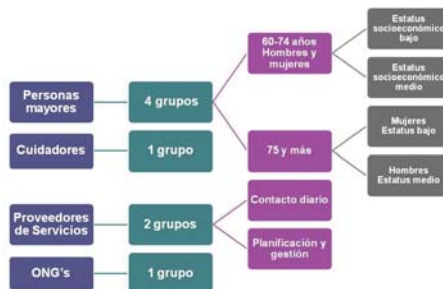 Personas
mayores
4 grupos
60-74 años
Hombres y
mujeres
Estatus
socioeconómico
bajo
Estatus
socioeconómico
medio
75 y más
Mujeres
Estatus bajo
Hombres
Estatus medio
Cuidadores
1 grupo
Proveedores
de Servicios
2 grupos
Contacto diario
Planificación y
gestión
ONG's
1 grupo